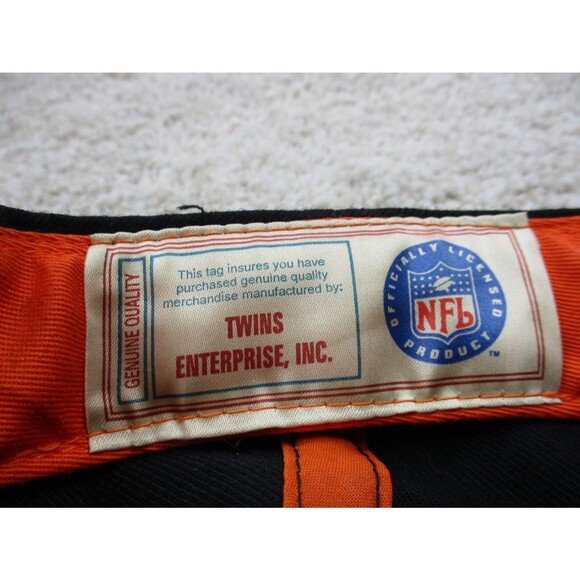 GENUINE QUALITY
This tag insures you have
purchased genuine quality
merchandise manufactured by:
TWINS
ENTERPRISE, INC.
OFFICIALLY LICENSED
NFL
PRODUCT
TM